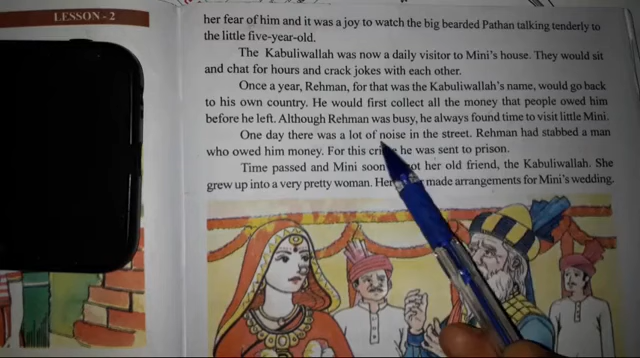 LESSON - 2
her fear of him and it was a joy to watch the big bearded Pathan talking tenderly to
the little five-year-old.
The Kabuliwallah was now a daily visitor to Mini's house. They would sit
and chat for hours and crack jokes with each other.
Once a year, Rehman, for that was the Kabuliwallah's name, would go back
to his own country. He would first collect all the money that people owed him
before he left. Although Rehman was busy, he always found time to visit little Mini.
One day there was a lot of noise in the street. Rehman had stabbed a man
who owed him money. For this he was sent to prison.
Time passed and Mini soon her old friend, the Kabuliwallah. She
grew up into a very pretty woman. made arrangements for Mini's wedding.